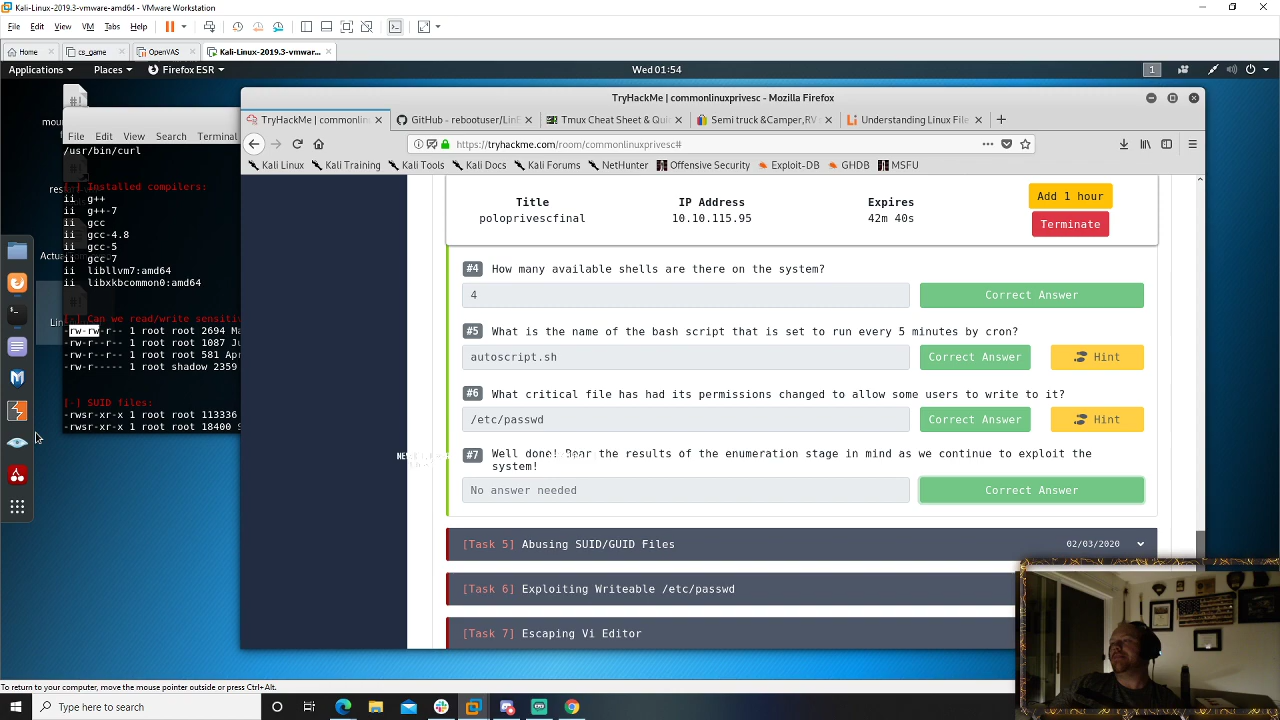 Kali-Linux-2019.3-vmware-amd64 - VMware Workstation
File Edit View VM Tabs Help
Home
cs_game
OpenVAS
Kali-Linux-2019.3-vmwar...
Applications Places Firefox ESR
Wed 01:54
1
TryHackMe | commonlinuxprivesc - Mozilla Firefox
TryHackMe | commonlin
GitHub - rebootuser/LinE
Tmux Cheat Sheet & Qui
Semi truck &Camper,RV
Understanding Linux File
https://tryhackme.com/room/commonlinuxprivesc#
Kali Linux
Kali Training
Kali Tools
Kali Docs
Kali Forums
NetHunter
Offensive Security
Exploit-DB
GHDB
MSFU
File Edit View Search Terminal
/usr/bin/curl
[-] Installed compilers:
ii g++
ii g++-7
ii gcc
ii gcc-4.8
ii gcc-5
ii gcc-7
ii libllvm7:amd64
ii libxkbcommon0:amd64
Can we read/write sensiti
-rw-rw-r-- 1 root root 2694 Ma
-rw-r--r-- 1 root root 1087 Ju
-rw-r--r-- 1 root root 581 Apr
-rw-r----- 1 root shadow 2359
[-] SUID files:
-rwsr-xr-x 1 root root 113336
-rwsr-xr-x 1 root root 18400
Title IP Address Expires
poloprivescfinal 10.10.115.95 42m 40s
Add 1 hour
Terminate
#4 How many available shells are there on the system?
4
Correct Answer
#5 What is the name of the bash script that is set to run every 5 minutes by cron?
autoscript.sh
Correct Answer
Hint
#6 What critical file has had its permissions changed to allow some users to write to it?
/etc/passwd
Correct Answer
Hint
#7 Well done! Bear the results of the enumeration stage in mind as we continue to exploit the
system!
No answer needed
Correct Answer
[Task 5] Abusing SUID/GUID Files
02/03/2020
[Task 6] Exploiting Writeable /etc/passwd
[Task 7] Escaping Vi Editor
To return to your computer, move the mouse pointer outside or press Ctrl+Alt.
Type here to search